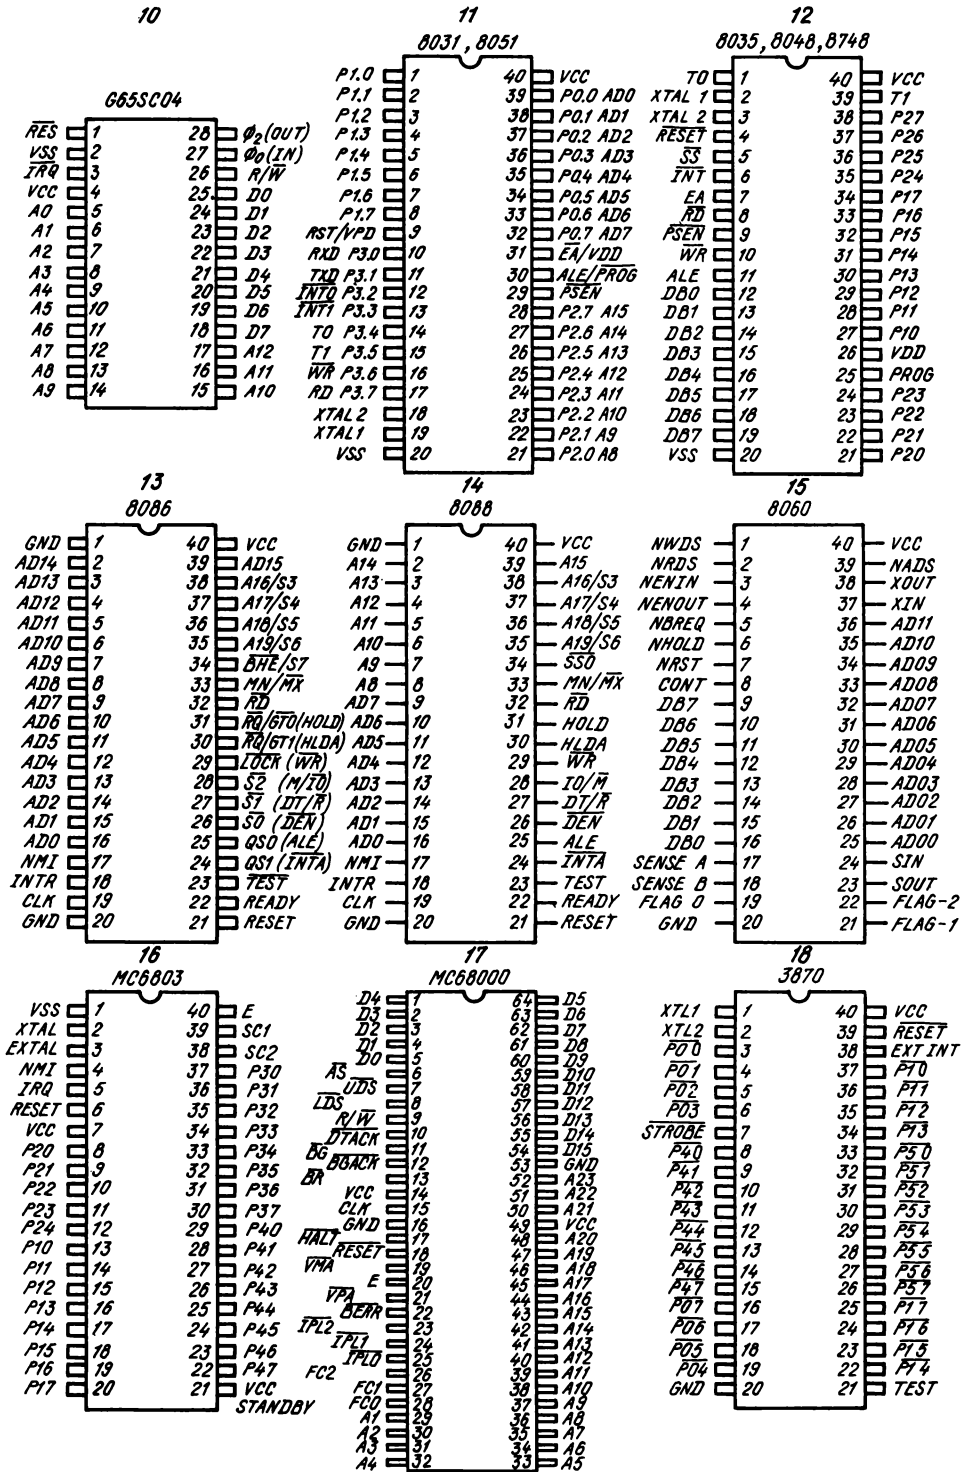 10
G65SC04
RES 1 28 Φ2(OUT)
VSS 2 27 Φ0(IN)
IRQ 3 26 R/W
VCC 4 25 D0
A0 5 24 D1
A1 6 23 D2
A2 7 22 D3
A3 8 21 D4
A4 9 20 D5
A5 10 19 D6
A6 11 18 D7
A7 12 17 A12
A8 13 16 A11
A9 14 15 A10
11
8031, 8051
P1.0 1 40 VCC
P1.1 2 39 P0.0 AD0
P1.2 3 38 P0.1 AD1
P1.3 4 37 P0.2 AD2
P1.4 5 36 P0.3 AD3
P1.5 6 35 P0.4 AD4
P1.6 7 34 P0.5 AD5
P1.7 8 33 P0.6 AD6
RST/VPD 9 32 P0.7 AD7
RXD P3.0 10 31 EA/VDD
TXD P3.1 11 30 ALE/PROG
INT0 P3.2 12 29 PSEN
INT1 P3.3 13 28 P2.7 A15
T0 P3.4 14 27 P2.6 A14
T1 P3.5 15 26 P2.5 A13
WR P3.6 16 25 P2.4 A12
RD P3.7 17 24 P2.3 A11
XTAL 2 18 23 P2.2 A10
XTAL1 19 22 P2.1 A9
VSS 20 21 P2.0 A8
12
8035, 8048, 8748
T0 1 40 VCC
XTAL 1 2 39 T1
XTAL 2 3 38 P27
RESET 4 37 P26
SS 5 36 P25
INT 6 35 P24
EA 7 34 P17
RD 8 33 P16
PSEN 9 32 P15
WR 10 31 P14
ALE 11 30 P13
DB0 12 29 P12
DB1 13 28 P11
DB2 14 27 P10
DB3 15 26 VDD
DB4 16 25 PROG
DB5 17 24 P23
DB6 18 23 P22
DB7 19 22 P21
VSS 20 21 P20
13
8086
GND 1 40 VCC
AD14 2 39 AD15
AD13 3 38 A16/S3
AD12 4 37 A17/S4
AD11 5 36 A18/S5
AD10 6 35 A19/S6
AD9 7 34 BHE/S7
AD8 8 33 MN/MX
AD7 9 32 RD
AD6 10 31 RQ/GT0(HOLD)
AD5 11 30 RQ/GT1(HLDA)
AD4 12 29 LOCK (WR)
AD3 13 28 S2 (M/IO)
AD2 14 27 S1 (DT/R)
AD1 15 26 S0 (DEN)
AD0 16 25 QS0 (ALE)
NMI 17 24 QS1 (INTA)
INTR 18 23 TEST
CLK 19 22 READY
GND 20 21 RESET
14
8088
GND 1 40 VCC
A14 2 39 A15
A13 3 38 A16/S3
A12 4 37 A17/S4
A11 5 36 A18/S5
A10 6 35 A19/S6
A9 7 34 SSO
A8 8 33 MN/MX
AD7 9 32 RD
AD6 10 31 HOLD
AD5 11 30 HLDA
AD4 12 29 WR
AD3 13 28 IO/M
AD2 14 27 DT/R
AD1 15 26 DEN
AD0 16 25 ALE
NMI 17 24 INTA
INTR 18 23 TEST
CLK 19 22 READY
GND 20 21 RESET
15
8060
NWDS 1 40 VCC
NRDS 2 39 NADS
NENIN 3 38 XOUT
NENOUT 4 37 XIN
NBREQ 5 36 AD11
NHOLD 6 35 AD10
NRST 7 34 AD09
CONT 8 33 AD08
DB7 9 32 AD07
DB6 10 31 AD06
DB5 11 30 AD05
DB4 12 29 AD04
DB3 13 28 AD03
DB2 14 27 AD02
DB1 15 26 AD01
DB0 16 25 AD00
SENSE A 17 24 SIN
SENSE B 18 23 SOUT
FLAG 0 19 22 FLAG-2
GND 20 21 FLAG-1
16
MC6803
VSS 1 40 E
XTAL 2 39 SC1
EXTAL 3 38 SC2
NMI 4 37 P30
IRQ 5 36 P31
RESET 6 35 P32
VCC 7 34 P33
P20 8 33 P34
P21 9 32 P35
P22 10 31 P36
P23 11 30 P37
P24 12 29 P40
P10 13 28 P41
P11 14 27 P42
P12 15 26 P43
P13 16 25 P44
P14 17 24 P45
P15 18 23 P46
P16 19 22 P47
P17 20 21 VCC
STANDBY
17
MC68000
D4 1 64 D5
D3 2 63 D6
D2 3 62 D7
D1 4 61 D8
D0 5 60 D9
AS 6 59 D10
UDS 7 58 D11
LDS 8 57 D12
R/W 9 56 D13
DTACK 10 55 D14
BG 11 54 D15
BGACK 12 53 GND
BR 13 52 A23
VCC 14 51 A22
CLK 15 50 A21
GND 16 49 VCC
HALT 17 48 A20
RESET 18 47 A19
VMA 19 46 A18
E 20 45 A17
VPA 21 44 A16
BERR 22 43 A15
IPL2 23 42 A14
IPL1 24 41 A13
IPL0 25 40 A12
FC2 26 39 A11
FC1 27 38 A10
FC0 28 37 A9
A1 29 36 A8
A2 30 35 A7
A3 31 34 A6
A4 32 33 A5
18
3870
XTL1 1 40 VCC
XTL2 2 39 RESET
P00 3 38 EXT INT
P01 4 37 P10
P02 5 36 P11
P03 6 35 P12
STROBE 7 34 P13
P40 8 33 P50
P41 9 32 P51
P42 10 31 P52
P43 11 30 P53
P44 12 29 P54
P45 13 28 P55
P46 14 27 P56
P47 15 26 P57
P07 16 25 P17
P06 17 24 P16
P05 18 23 P15
P04 19 22 P14
GND 20 21 TEST